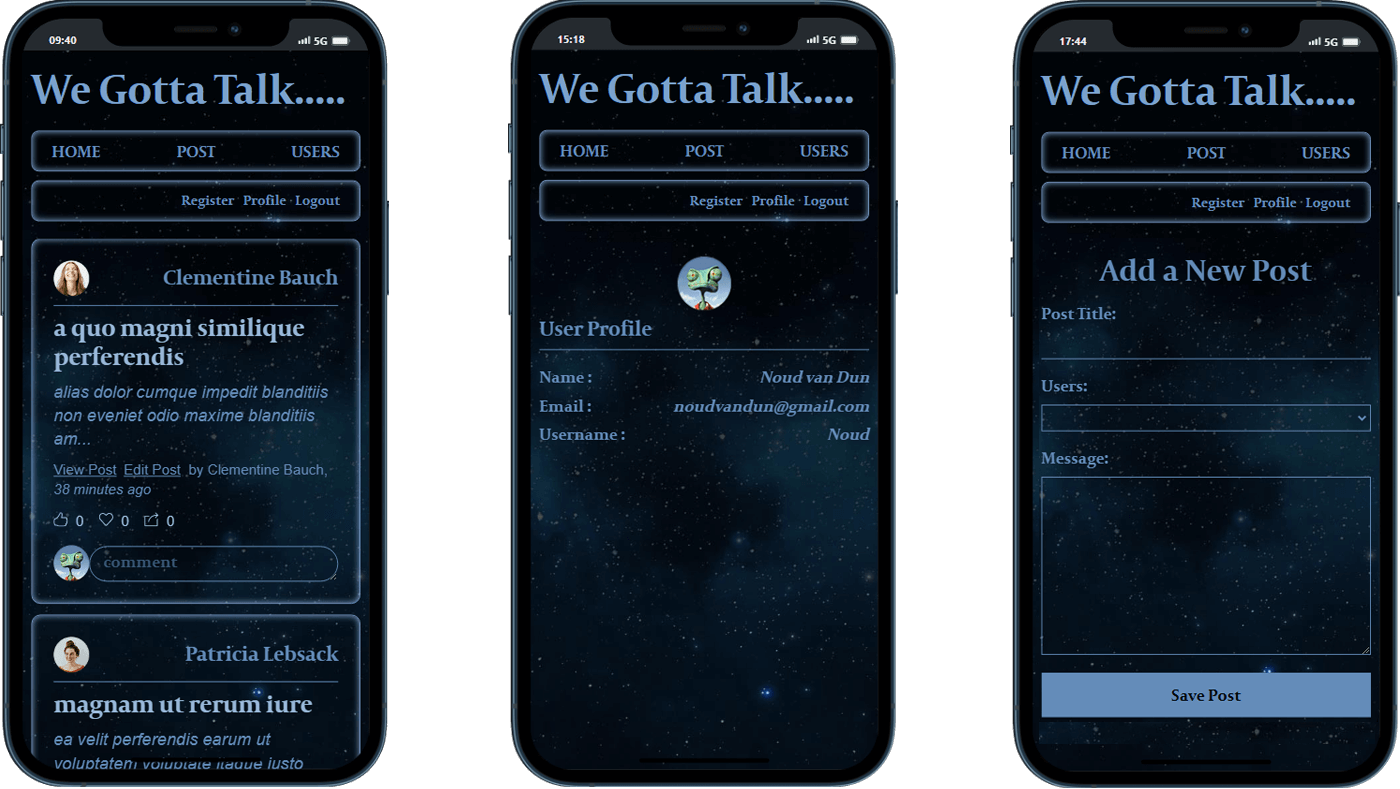 09:40 5G
We Gotta Talk.....
HOME POST USERS
Register Profile Logout
Clementine Bauch
a quo magni similique
perferendis
alias dolor cumque impedit blanditiis
non eveniet odio maxime blanditiis
am...
View Post Edit Post by Clementine Bauch,
38 minutes ago
0 0 0
comment
Patricia Lebsack
magnam ut rerum iure
ea velit perferendis earum ut
voluptatem voluptate itaque iusto
15:18 5G
We Gotta Talk.....
HOME POST USERS
Register Profile Logout
User Profile
Name : Noud van Dun
Email : noudvandun@gmail.com
Username : Noud
17:44 5G
We Gotta Talk.....
HOME POST USERS
Register Profile Logout
Add a New Post
Post Title:
Users:
Message:
Save Post